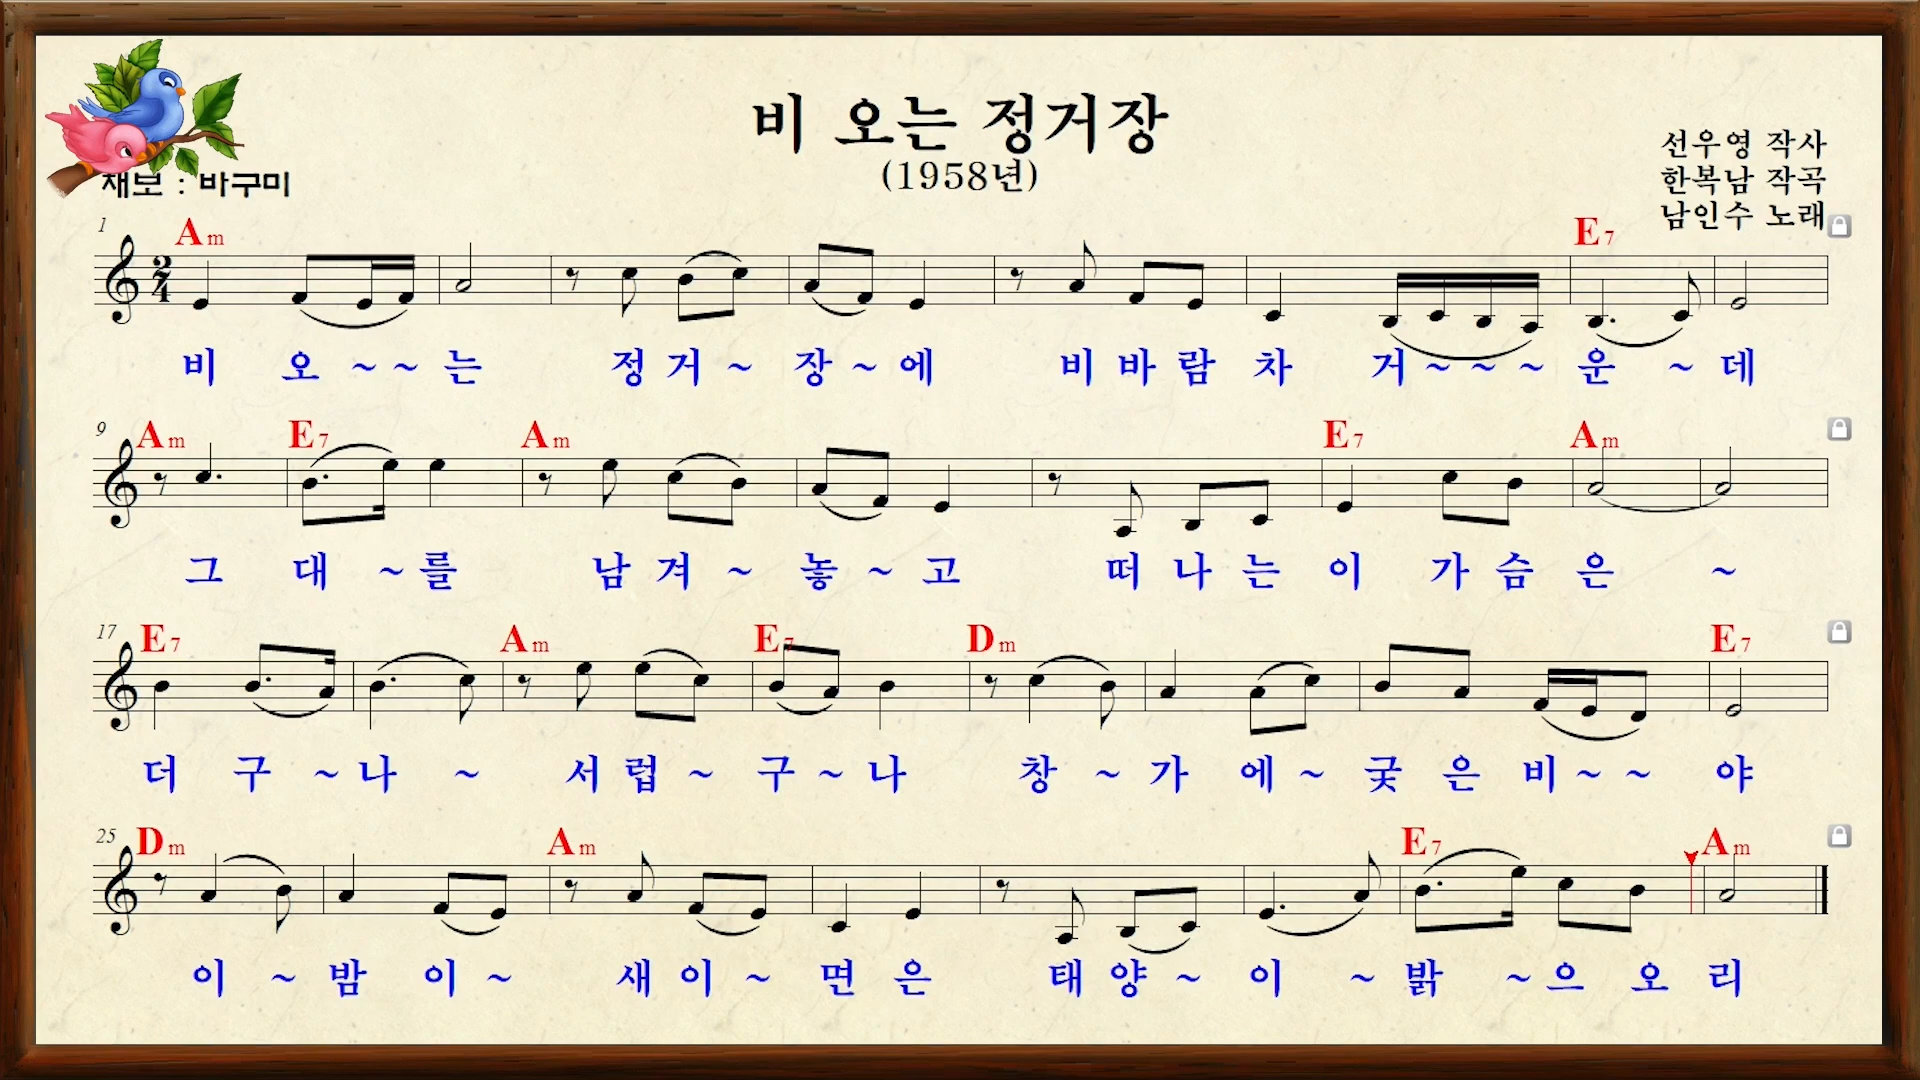 비 오는 정거장
(1958년)
선우영 작사
한복남 작곡
남인수 노래
채보 : 바구미
1 Am E7
2
4
비 오~~는 정거~장~에 비바람차 거~~~운~데
9 Am E7 Am E7 Am
그 대~를 남겨~놓~고 떠나는이 가슴은~
17 E7 Am E7 Dm E7
더 구~나~ 서럽~구~나 창~가에~궂은비~~야
25 Dm Am E7 Am
이~밤이~ 새이~면은 태양~이~밝~으오리